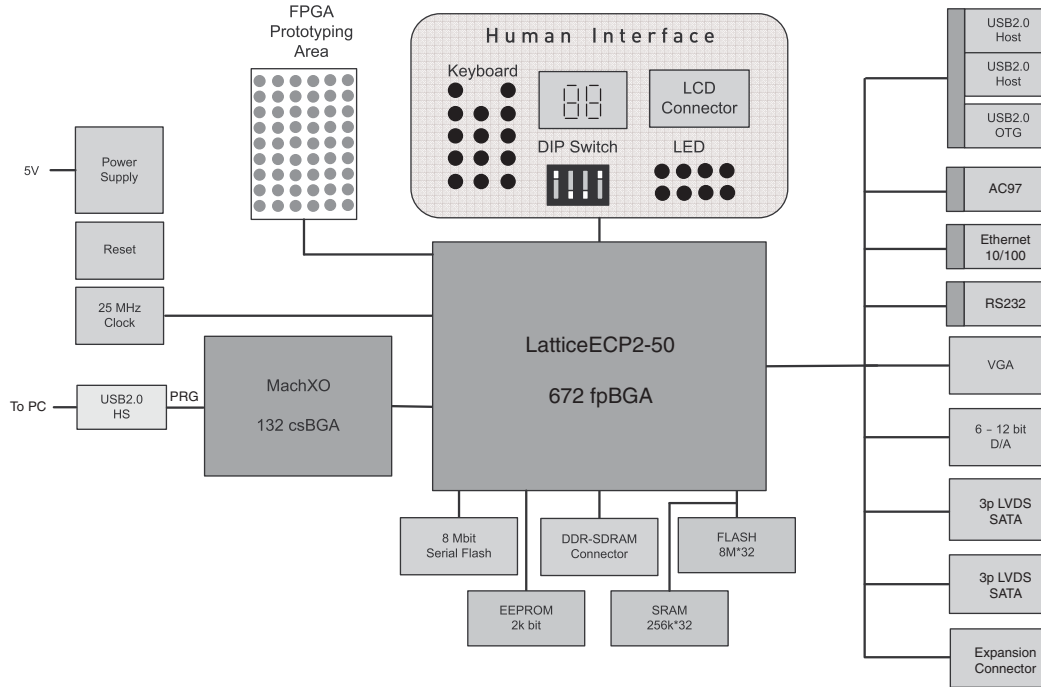 FPGA
Prototyping
Area
Human Interface
Keyboard
LCD
Connector
DIP Switch
LED
5V
Power
Supply
Reset
25 MHz
Clock
To PC
USB2.0
HS
PRG
MachXO
132 csBGA
LatticeECP2-50
672 fpBGA
8 Mbit
Serial Flash
EEPROM
2k bit
DDR-SDRAM
Connector
SRAM
256k*32
FLASH
8M*32
USB2.0
Host
USB2.0
Host
USB2.0
OTG
AC97
Ethernet
10/100
RS232
VGA
6 – 12 bit
D/A
3p LVDS
SATA
3p LVDS
SATA
Expansion
Connector